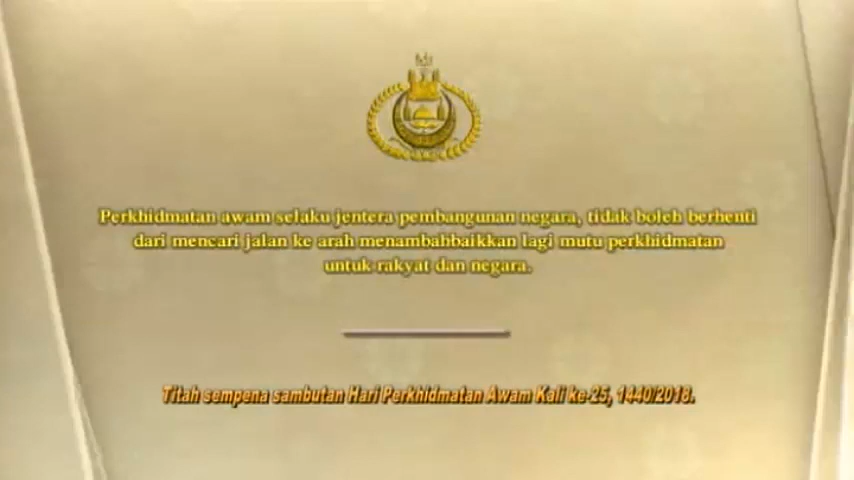 Perkhidmatan awam selaku jentera pembangunan negara, tidak boleh berhenti
dari mencari jalan ke arah menambahbaikkan lagi mutu perkhidmatan
untuk rakyat dan negara.
Titah sempena sambutan Hari Perkhidmatan Awam Kali ke-25, 1440/2018.